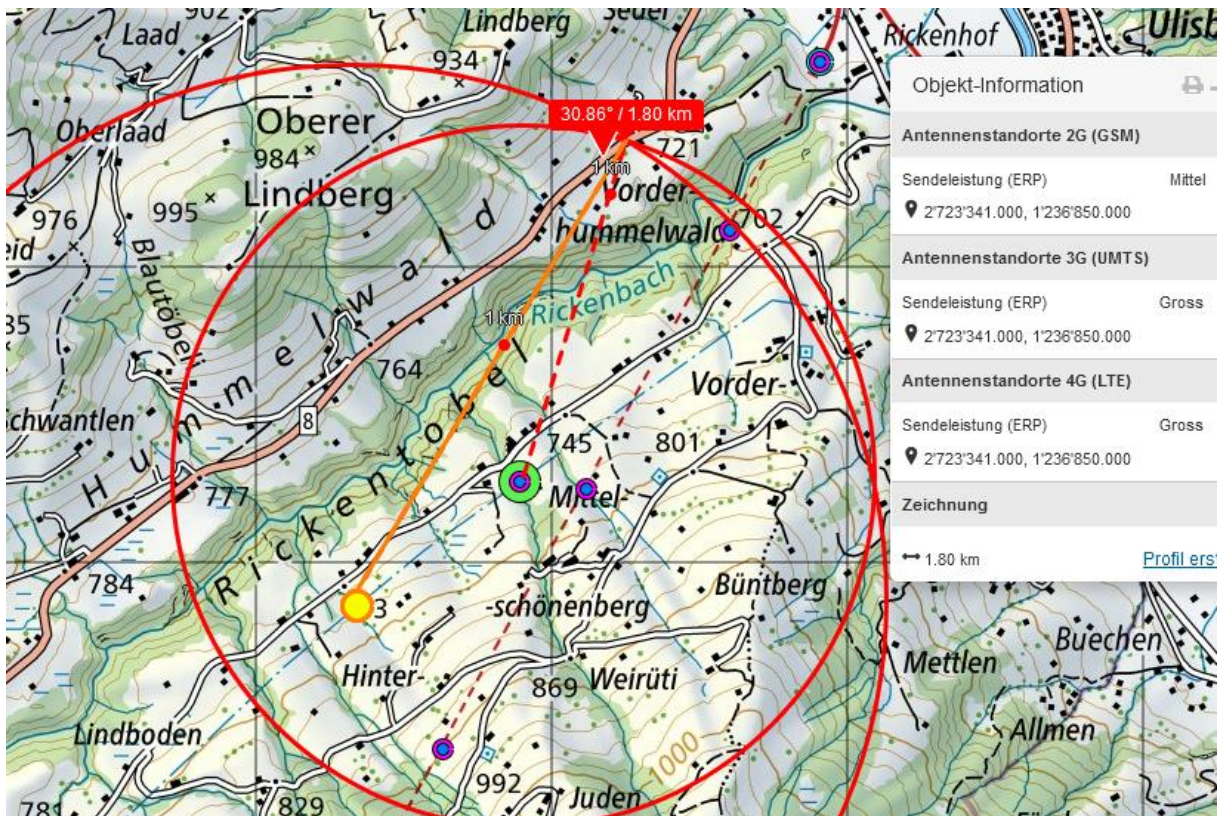 902
Laad
Lindberg
Rickenhof
934
Oberlaad
Oberer
984
Lindberg
976
995
Blautöbeli
30.86° / 1.80 km
721
1 km
Vorder-
hummelwald
702
Rickenbach
1 km
Hummelwald
764
8
chwantlen
777
Rickentobel
745
801
Vorder-
Mittel-
784
3
-schönenberg
Büntberg
Hinter-
869
Weirüti
Lindboden
992
1000
829
Juden
781
Mettlen
Buechen
Allmen
Objekt-Information
Antennenstandorte 2G (GSM)
Sendeleistung (ERP) Mittel
2'723'341.000, 1'236'850.000
Antennenstandorte 3G (UMTS)
Sendeleistung (ERP) Gross
2'723'341.000, 1'236'850.000
Antennenstandorte 4G (LTE)
Sendeleistung (ERP) Gross
2'723'341.000, 1'236'850.000
Zeichnung
1.80 km Profil erst